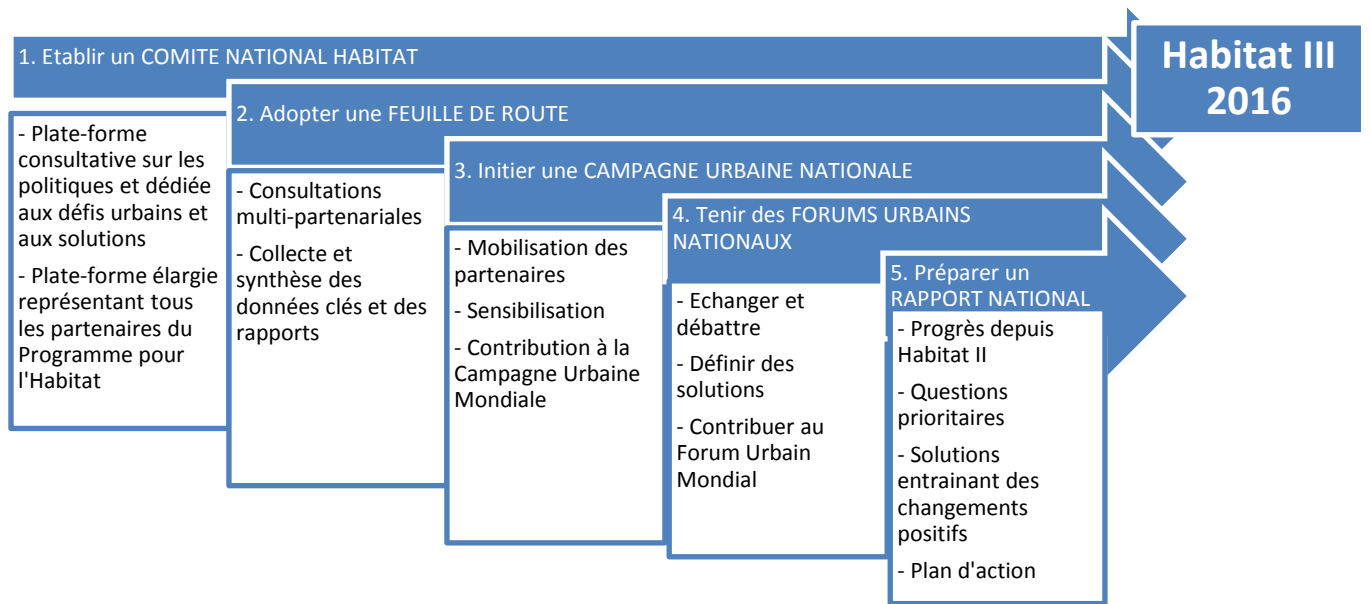 1. Etablir un COMITE NATIONAL HABITAT
- Plate-forme
consultative sur les
politiques et dédiée
aux défis urbains et
aux solutions
- Plate-forme élargie
représentant tous
les partenaires du
Programme pour
l'Habitat
2. Adopter une FEUILLE DE ROUTE
- Consultations
multi-partenariales
- Collecte et
synthèse des
données clés et des
rapports
3. Initier une CAMPAGNE URBAINE NATIONALE
- Mobilisation des
partenaires
- Sensibilisation
- Contribution à la
Campagne Urbaine
Mondiale
4. Tenir des FORUMS URBAINS
NATIONAUX
- Echanger et
débattre
- Définir des
solutions
- Contribuer au
Forum Urbain
Mondial
5. Préparer un
RAPPORT NATIONAL
- Progrès depuis
Habitat II
- Questions
prioritaires
- Solutions
entrainant des
changements
positifs
- Plan d'action
Habitat III
2016